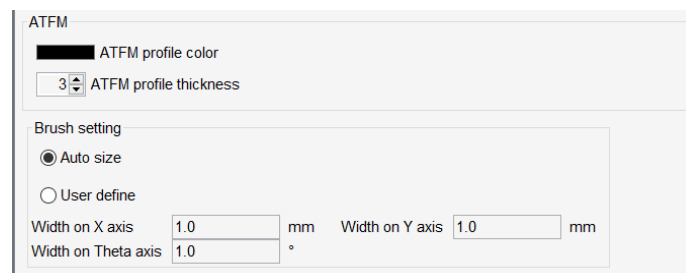 ATFM
ATFM profile color
3 ATFM profile thickness
Brush setting
Auto size
User define
Width on X axis 1.0 mm Width on Y axis 1.0 mm
Width on Theta axis 1.0 °